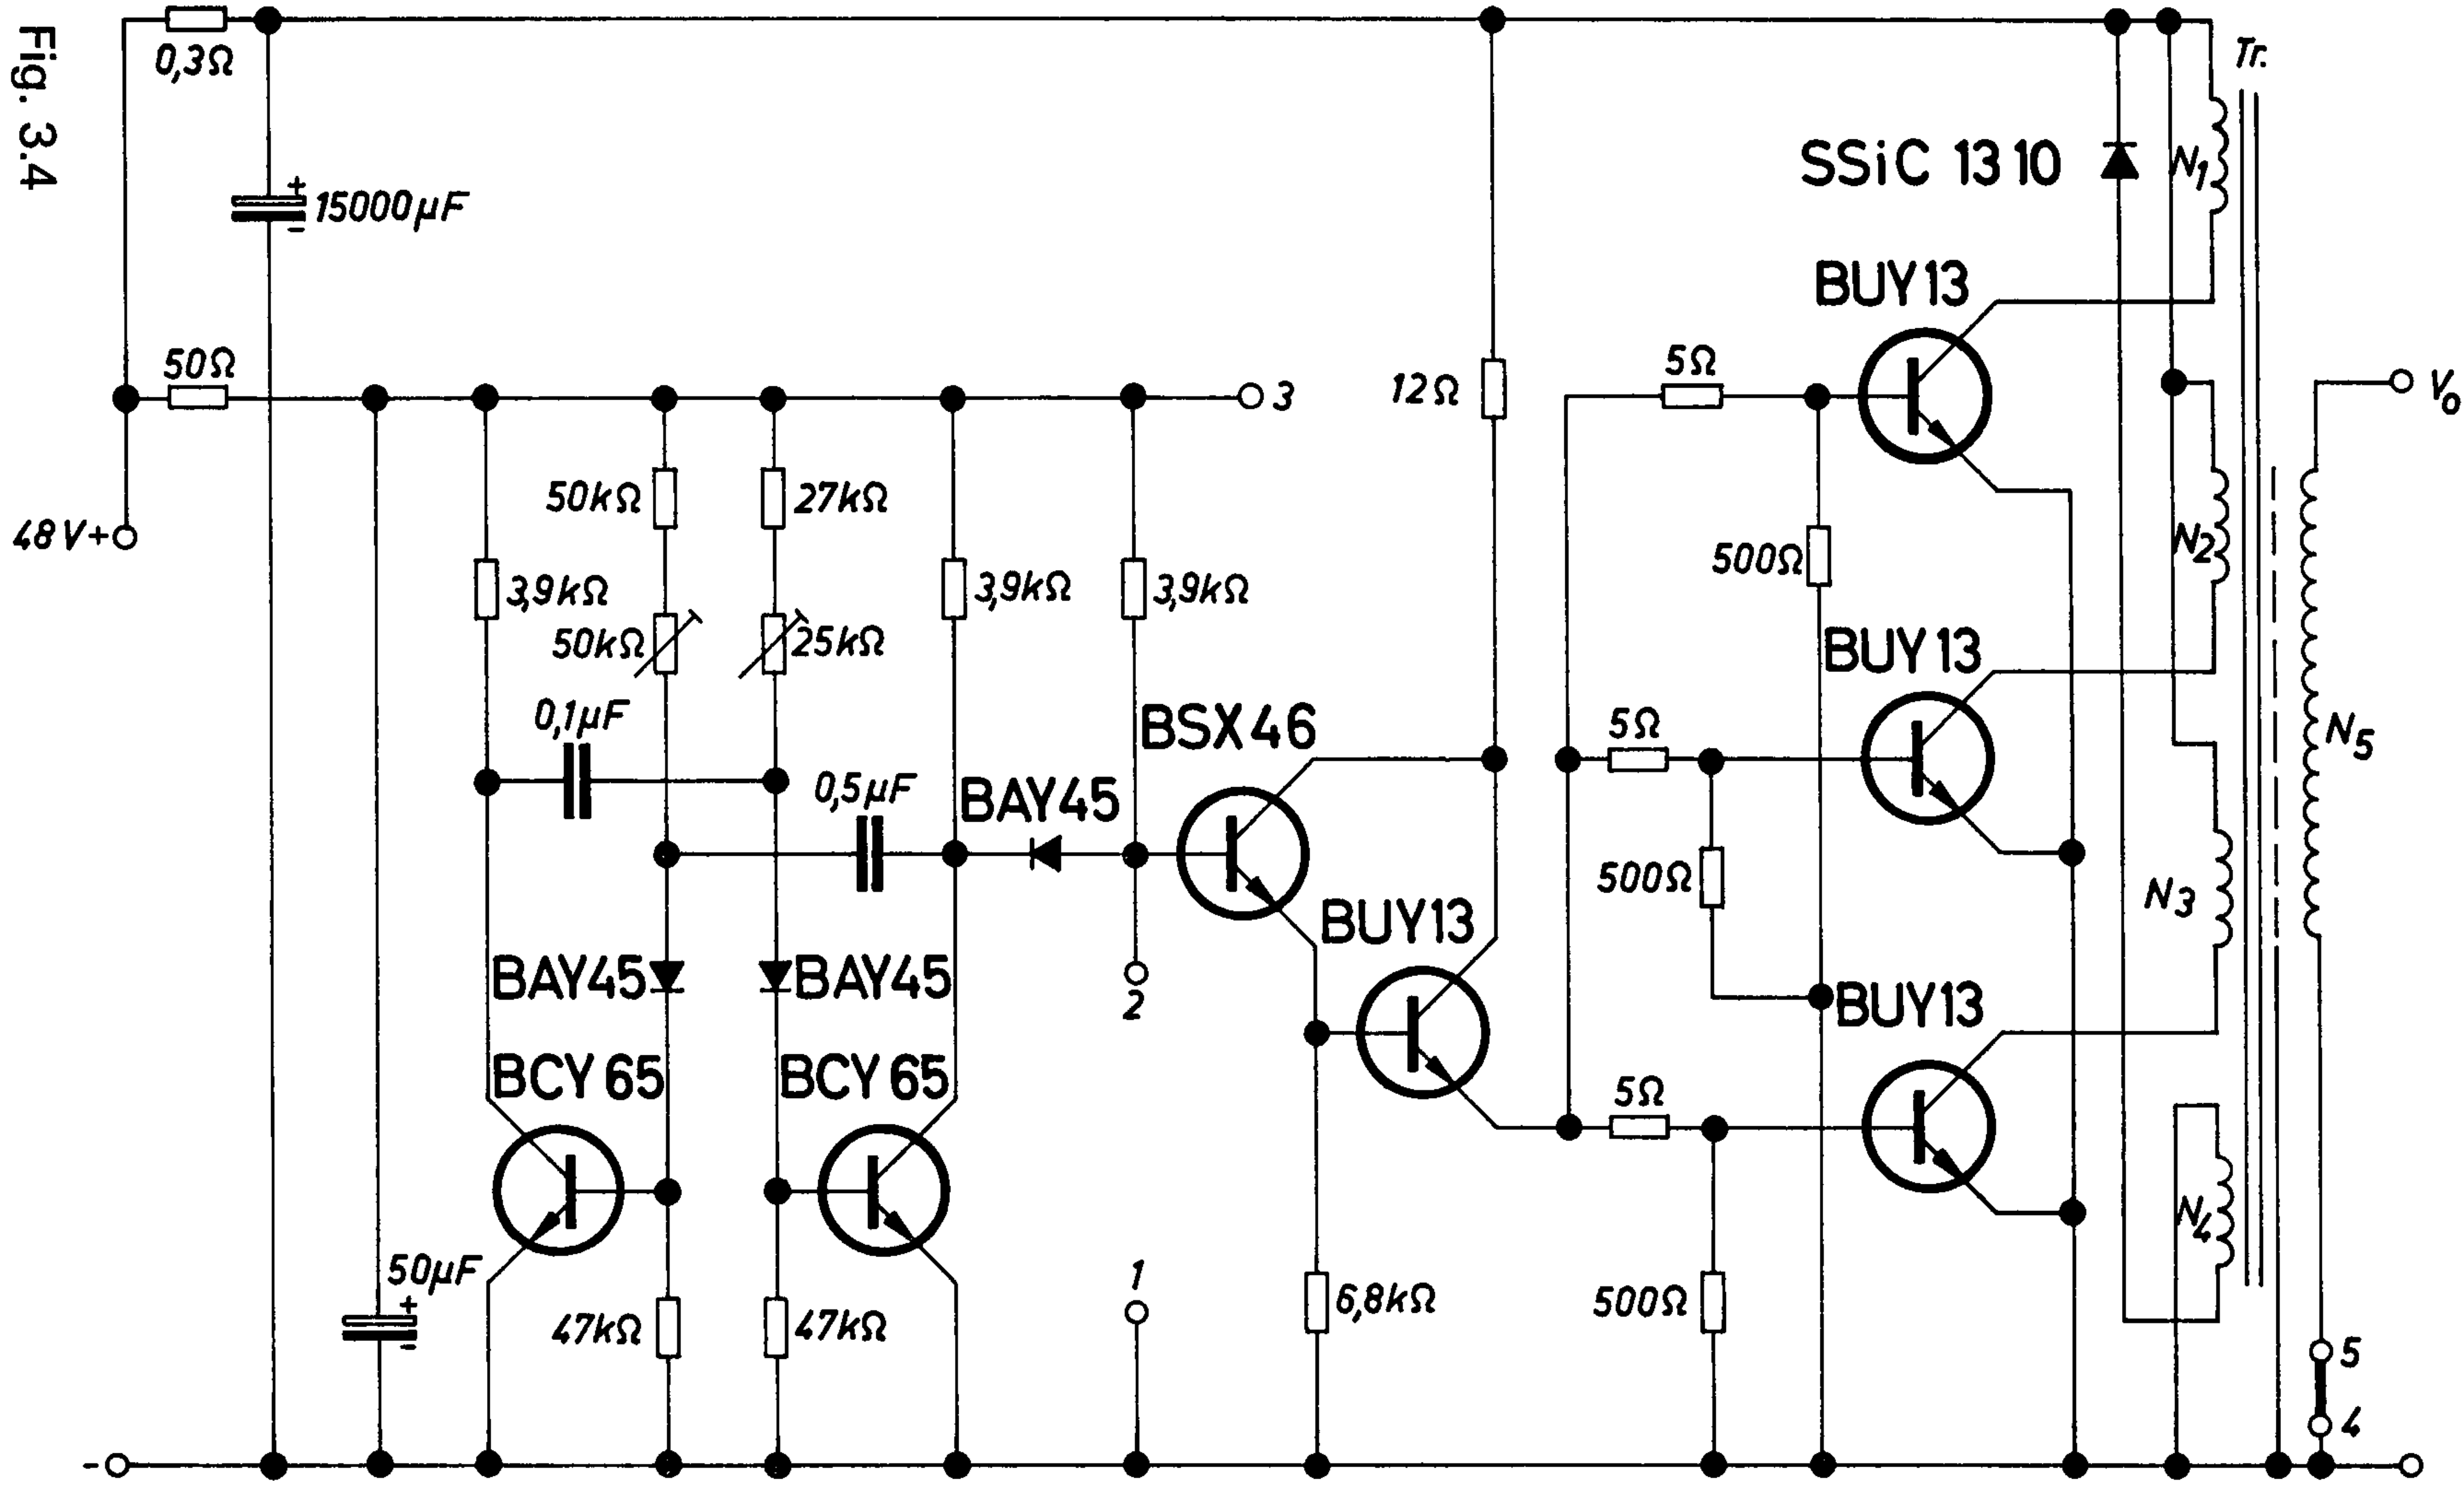 Fig. 3.4
0,3Ω
Tr.
15000µF
+
-
SSiC 1310
N1
BUY13
50Ω
3
12Ω
5Ω
Vo
48V+
50kΩ
27kΩ
500Ω
N2
3,9kΩ
3,9kΩ
3,9kΩ
50kΩ
25kΩ
BUY13
0,1µF
BSX46
5Ω
N5
0,5µF
BAY45
500Ω
N3
BUY13
BAY45
BAY45
2
BUY13
BCY65
BCY65
5Ω
N4
50µF
+
-
1
47kΩ
47kΩ
6,8kΩ
500Ω
5
4
-